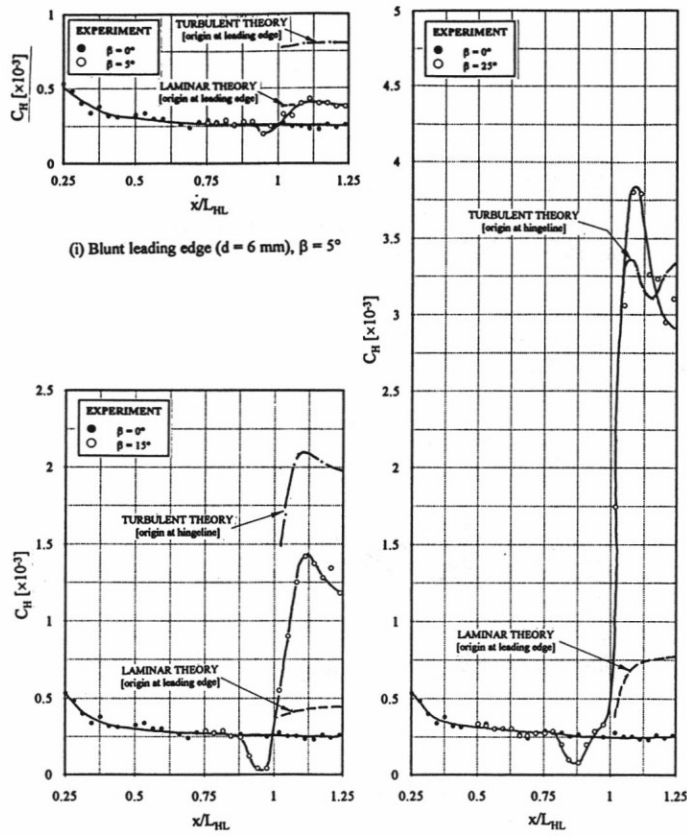 1
0.75
0.5
0.25
0
C_H [×10⁻³]
EXPERIMENT
● β = 0°
○ β = 5°
TURBULENT THEORY
[origin at leading edge]
LAMINAR THEORY
[origin at leading edge]
0.25 0.5 0.75 1 1.25
x/L_HL
(i) Blunt leading edge (d = 6 mm), β = 5°
2.5
2
1.5
1
0.5
0
C_H [×10⁻³]
EXPERIMENT
● β = 0°
○ β = 15°
TURBULENT THEORY
[origin at hingeline]
LAMINAR THEORY
[origin at leading edge]
0.25 0.5 0.75 1 1.25
x/L_HL
5
4.5
4
3.5
3
2.5
2
1.5
1
0.5
0
C_H [×10⁻³]
EXPERIMENT
● β = 0°
○ β = 25°
TURBULENT THEORY
[origin at hingeline]
LAMINAR THEORY
[origin at leading edge]
0.25 0.5 0.75 1 1.25
x/L_HL